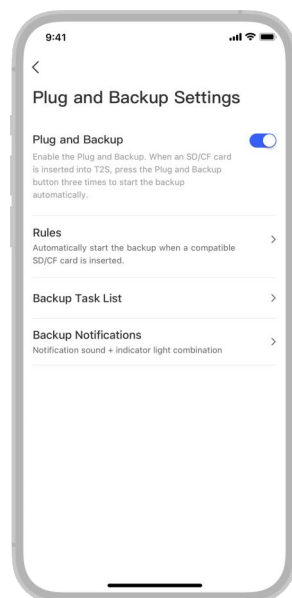 9:41
Plug and Backup Settings
Plug and Backup
Enable the Plug and Backup. When an SD/CF card
is inserted into T2S, press the Plug and Backup
button three times to start the backup
automatically.
Rules
Automatically start the backup when a compatible
SD/CF card is inserted.
Backup Task List
Backup Notifications
Notification sound + indicator light combination